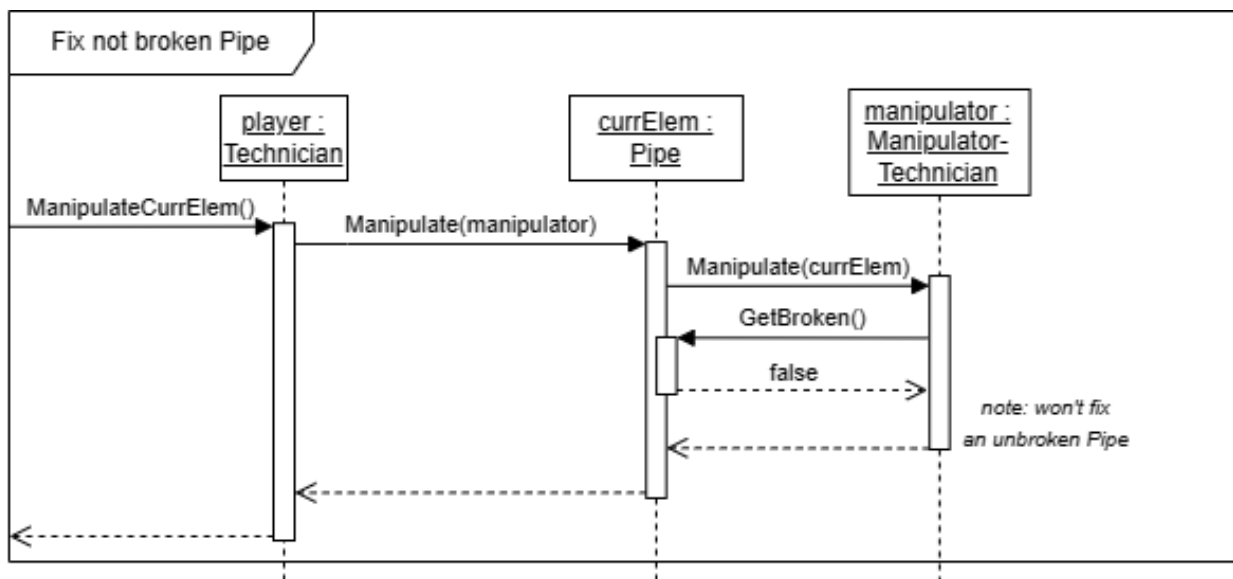 Fix not broken Pipe
player :
Technician
currElem :
Pipe
manipulator :
Manipulator-
Technician
ManipulateCurrElem()
Manipulate(manipulator)
Manipulate(currElem)
GetBroken()
false
note: won't fix
an unbroken Pipe